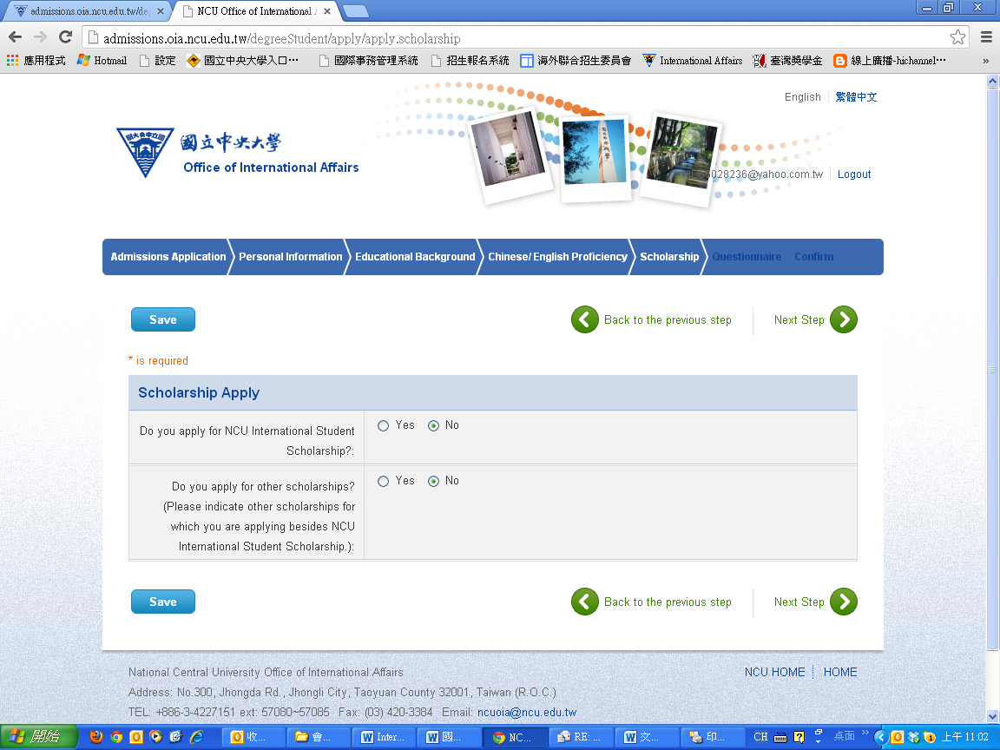 admissions.oia.ncu.edu.tw/de
NCU Office of International
admissions.oia.ncu.edu.tw/degreeStudent/apply/apply.scholarship
應用程式 Hotmail 設定 國立中央大學入口… 國際事務管理系統 招生報名系統 海外聯合招生委員會 International Affairs 臺灣獎學金 線上廣播-hichannel… »
English 繁體中文
國立中央大學
Office of International Affairs
028236@yahoo.com.tw Logout
Admissions Application Personal Information Educational Background Chinese/ English Proficiency Scholarship Questionnaire Confirm
Save Back to the previous step Next Step
* is required
Scholarship Apply
Do you apply for NCU International Student Yes No
Scholarship?:
Do you apply for other scholarships? Yes No
(Please indicate other scholarships for
which you are applying besides NCU
International Student Scholarship.):
Save Back to the previous step Next Step
National Central University Office of International Affairs NCU HOME HOME
Address: No.300, Jhongda Rd., Jhongli City, Taoyuan County 32001, Taiwan (R.O.C.)
TEL: +886-3-4227151 ext: 57080~57085 Fax: (03) 420-3384 Email: ncuoia@ncu.edu.tw
開始 收... 會... Inter... 國... NC... RE: ... 文... 印... CH 桌面 » 上午 11:02